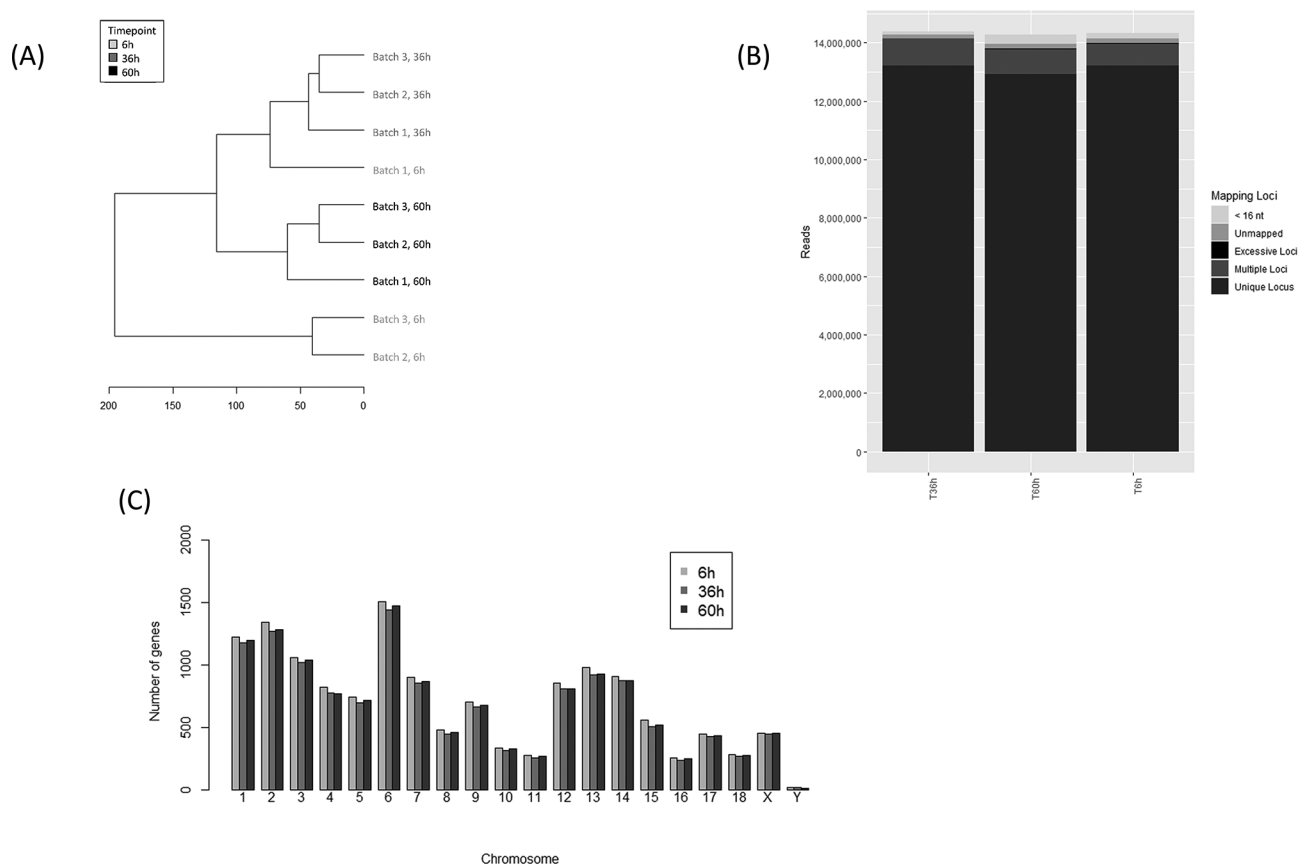 (A)
Timepoint
6h
36h
60h
Batch 3, 36h
Batch 2, 36h
Batch 1, 36h
Batch 1, 6h
Batch 3, 60h
Batch 2, 60h
Batch 1, 60h
Batch 3, 6h
Batch 2, 6h
200 150 100 50 0
(B)
14,000,000
12,000,000
10,000,000
8,000,000
6,000,000
4,000,000
2,000,000
0
Reads
T36h T60h T6h
Mapping Loci
< 16 nt
Unmapped
Excessive Loci
Multiple Loci
Unique Locus
(C)
2000
1500
1000
500
0
Number of genes
6h
36h
60h
1 2 3 4 5 6 7 8 9 10 11 12 13 14 15 16 17 18 X Y
Chromosome